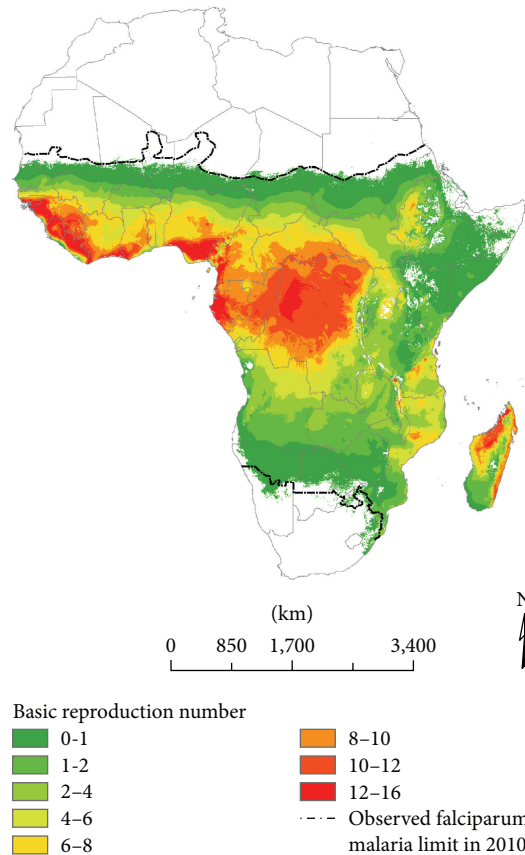 (km)
N
0 850 1,700 3,400
Basic reproduction number
0-1
1-2
2–4
4–6
6–8
8–10
10–12
12–16
Observed falciparum
malaria limit in 2010